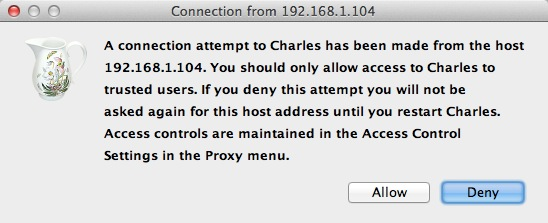 Connection from 192.168.1.104
A connection attempt to Charles has been made from the host
192.168.1.104. You should only allow access to Charles to
trusted users. If you deny this attempt you will not be
asked again for this host address until you restart Charles.
Access controls are maintained in the Access Control
Settings in the Proxy menu.
Allow
Deny